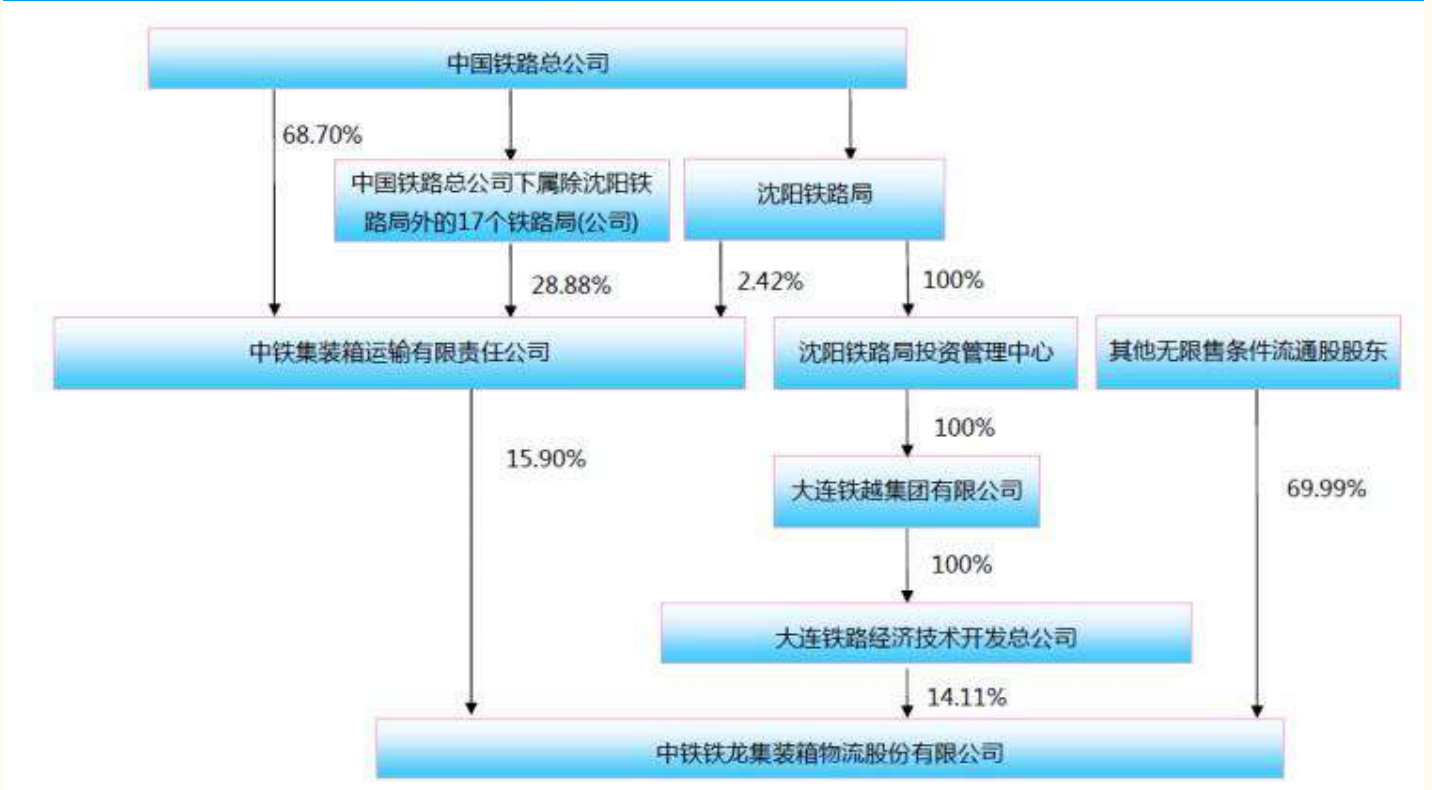 中国铁路总公司
68.70%
中国铁路总公司下属除沈阳铁
路局外的17个铁路局(公司)
沈阳铁路局
28.88%
2.42%
100%
中铁集装箱运输有限责任公司
沈阳铁路局投资管理中心
其他无限售条件流通股股东
100%
15.90%
大连铁越集团有限公司
69.99%
100%
大连铁路经济技术开发总公司
14.11%
中铁铁龙集装箱物流股份有限公司